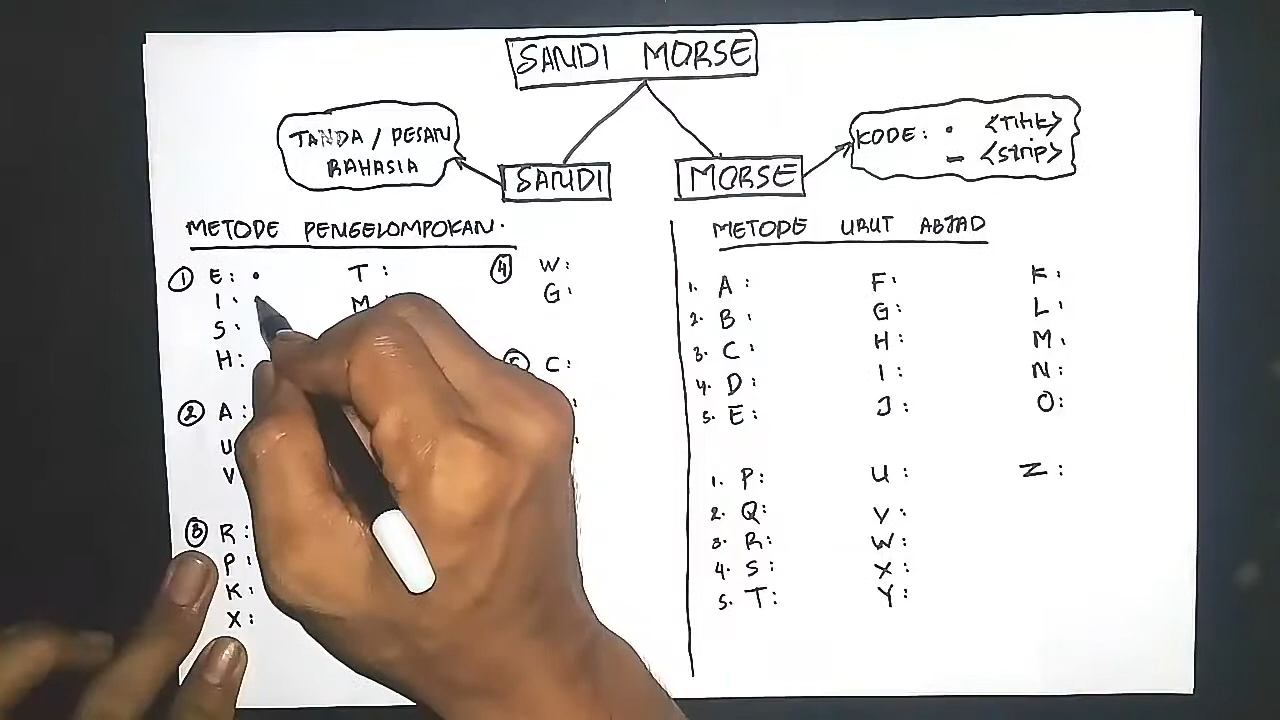 SANDI MORSE
TANDA / PESAN
RAHASIA
SANDI
MORSE
KODE: • <Titik>
– <Strip>
METODE PENGELOMPOKAN.
1 E: •
I:
S:
H:
T:
M:
2 A:
U
V
3 R:
P:
K:
X:
4 W:
G:
C:
METODE URUT ABJAD
1. A:
2. B:
3. C:
4. D:
5. E:
F:
G:
H:
I:
J:
K:
L:
M:
N:
O:
1. P:
2. Q:
3. R:
4. S:
5. T:
U:
V:
W:
X:
Y:
Z: